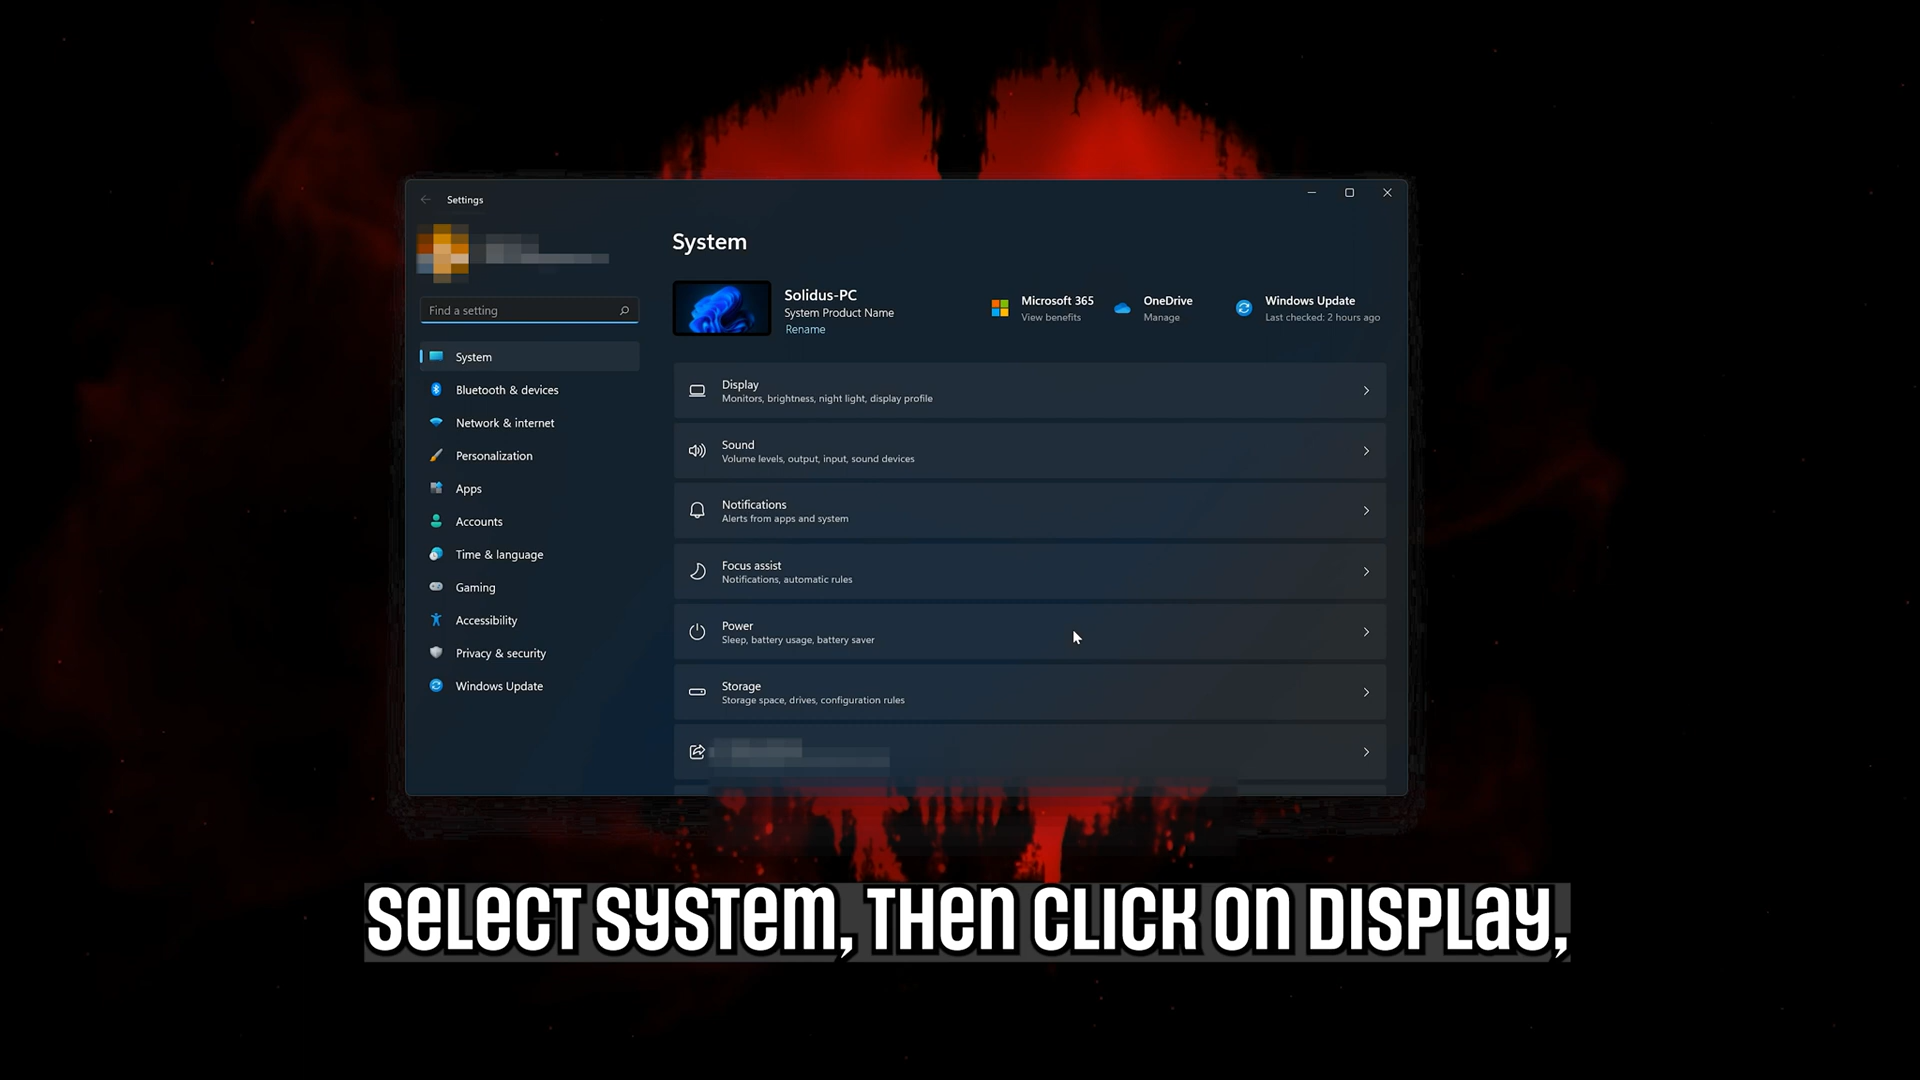 Settings
Find a setting
System
Bluetooth & devices
Network & internet
Personalization
Apps
Accounts
Time & language
Gaming
Accessibility
Privacy & security
Windows Update
System
Solidus-PC
System Product Name
Rename
Microsoft 365
View benefits
OneDrive
Manage
Windows Update
Last checked: 2 hours ago
Display
Monitors, brightness, night light, display profile
Sound
Volume levels, output, input, sound devices
Notifications
Alerts from apps and system
Focus assist
Notifications, automatic rules
Power
Sleep, battery usage, battery saver
Storage
Storage space, drives, configuration rules
Select System, then click on Display,